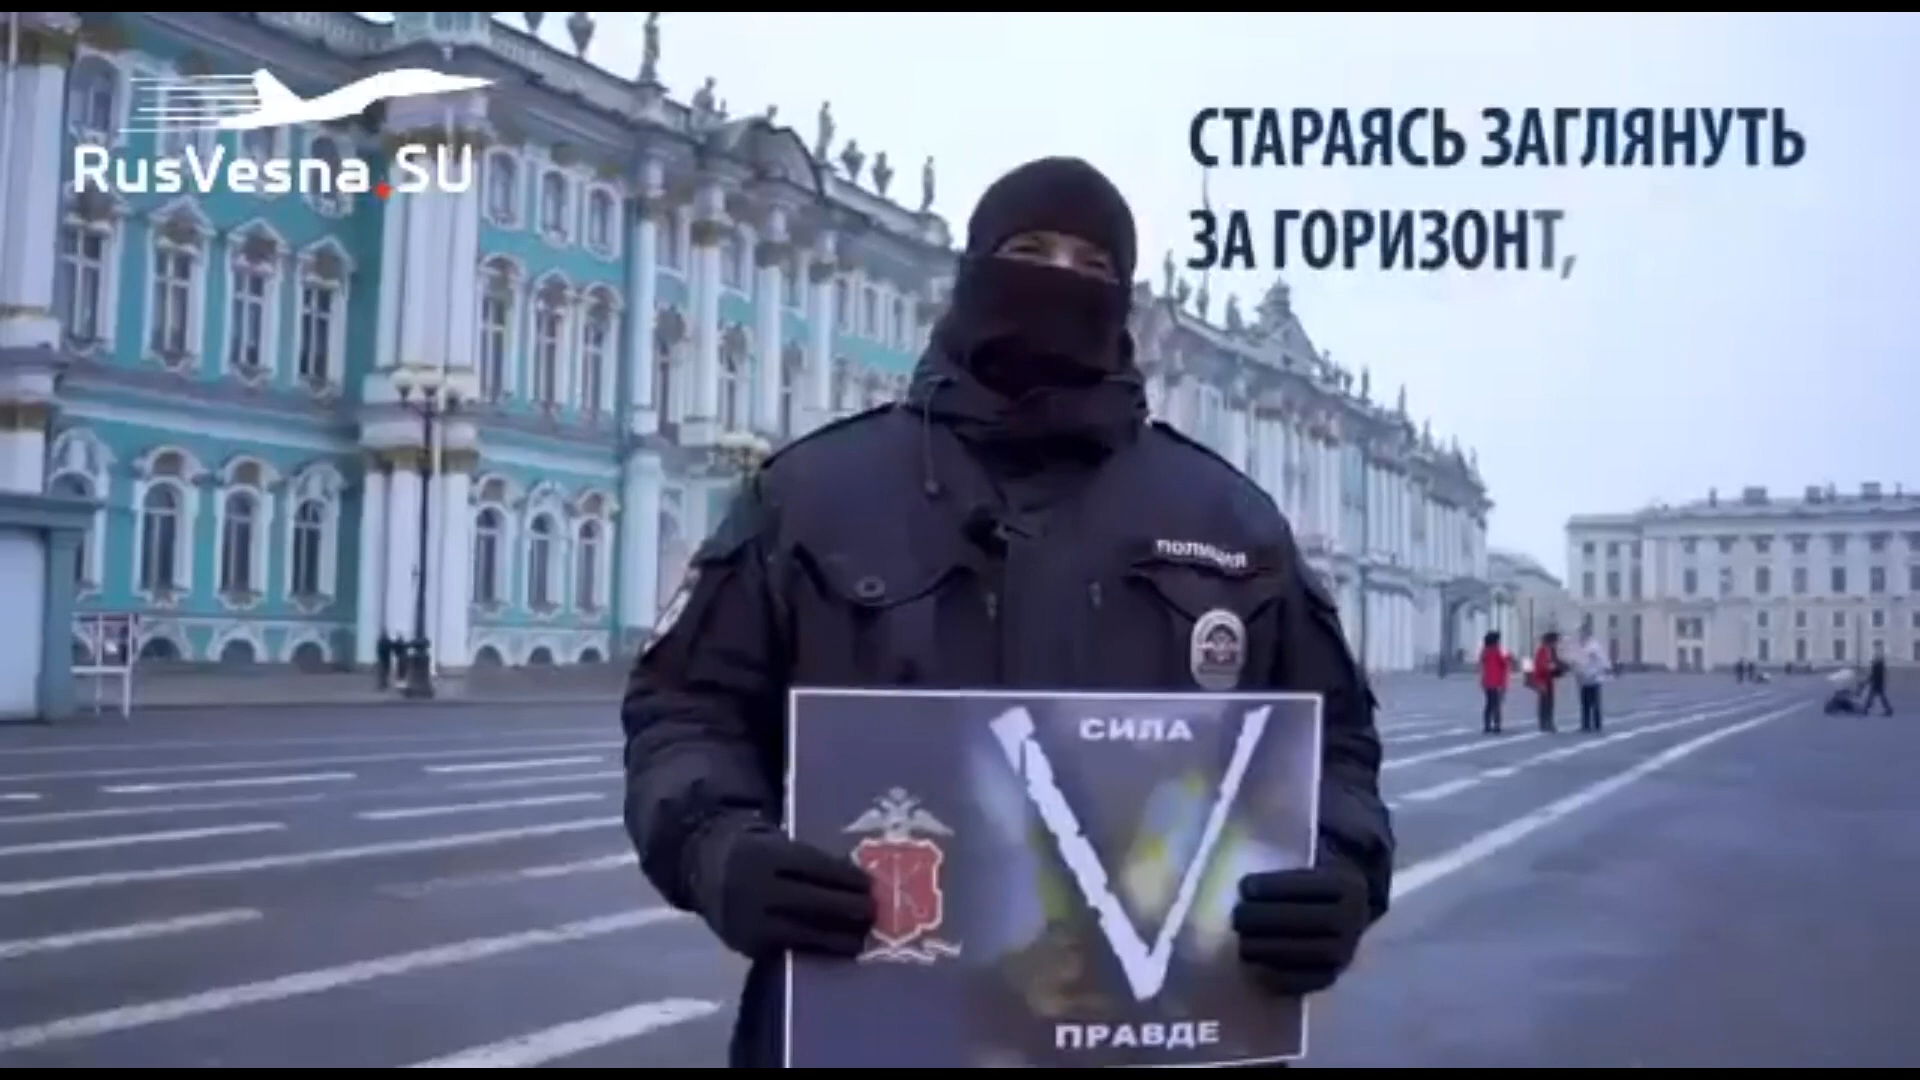 RusVesna.SU
СТАРАЯСЬ ЗАГЛЯНУТЬ
ЗА ГОРИЗОНТ,
ПОЛИЦИЯ
СИЛА
V
ПРАВДЕ